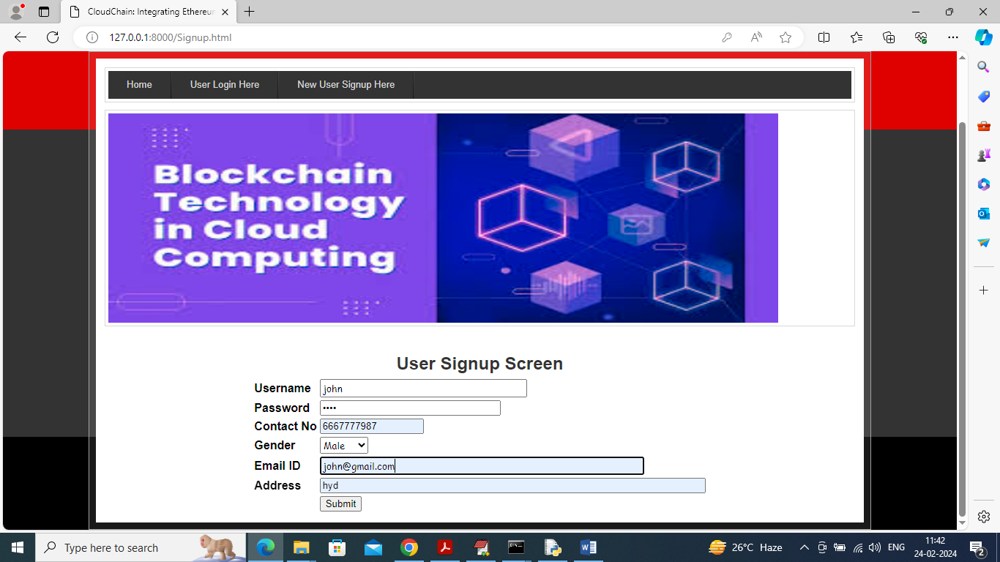 CloudChain: Integrating Ethereum
127.0.0.1:8000/Signup.html
Home
User Login Here
New User Signup Here
Blockchain
Technology
in Cloud
Computing
User Signup Screen
Username john
Password ••••
Contact No 6667777987
Gender Male
Email ID john@gmail.com
Address hyd
Submit
Type here to search
26°C Haze
ENG
11:42
24-02-2024
2